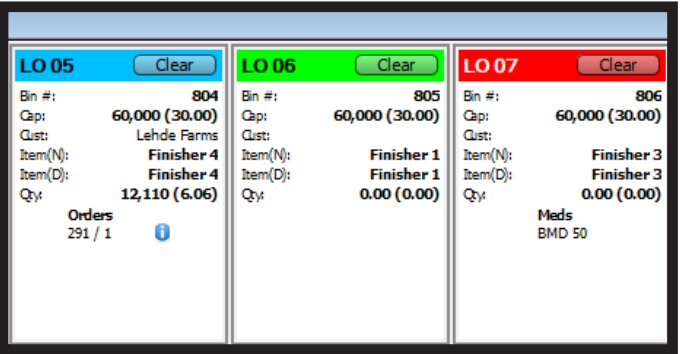 LO 05 Clear
Bin #: 804
Cap: 60,000 (30.00)
Cust: Lehde Farms
Item(N): Finisher 4
Item(D): Finisher 4
Qty: 12,110 (6.06)
Orders
291 / 1
LO 06 Clear
Bin #: 805
Cap: 60,000 (30.00)
Cust:
Item(N): Finisher 1
Item(D): Finisher 1
Qty: 0.00 (0.00)
LO 07 Clear
Bin #: 806
Cap: 60,000 (30.00)
Cust:
Item(N): Finisher 3
Item(D): Finisher 3
Qty: 0.00 (0.00)
Meds
BMD 50